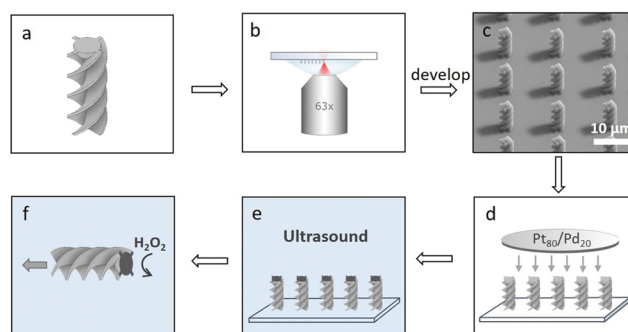 a
b
63x
develop
c
10 μm
d
Pt₈₀/Pd₂₀
e
Ultrasound
f
H₂O₂